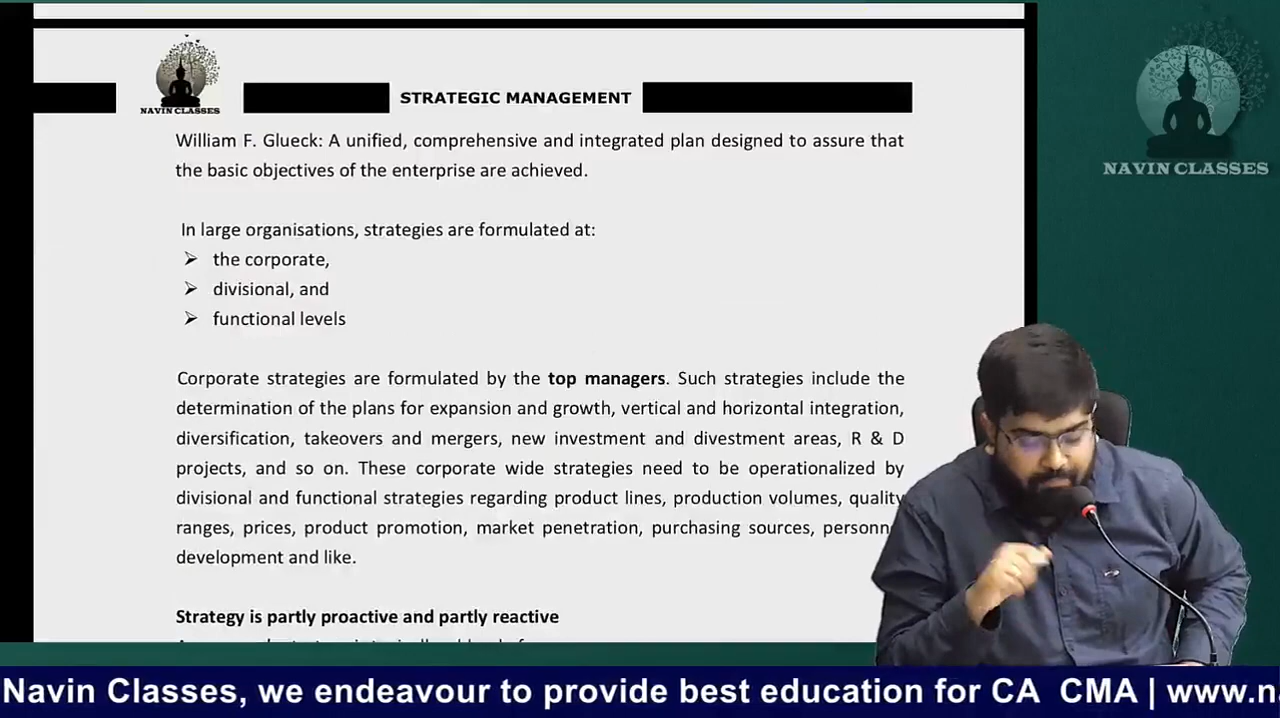 NAVIN CLASSES
STRATEGIC MANAGEMENT
NAVIN CLASSES
William F. Glueck: A unified, comprehensive and integrated plan designed to assure that
the basic objectives of the enterprise are achieved.
In large organisations, strategies are formulated at:
➢ the corporate,
➢ divisional, and
➢ functional levels
Corporate strategies are formulated by the top managers. Such strategies include the
determination of the plans for expansion and growth, vertical and horizontal integration,
diversification, takeovers and mergers, new investment and divestment areas, R & D
projects, and so on. These corporate wide strategies need to be operationalized by
divisional and functional strategies regarding product lines, production volumes, quality
ranges, prices, product promotion, market penetration, purchasing sources,
development and like.
Strategy is partly proactive and partly reactive
Navin Classes, we endeavour to provide best education for CA CMA | www.n